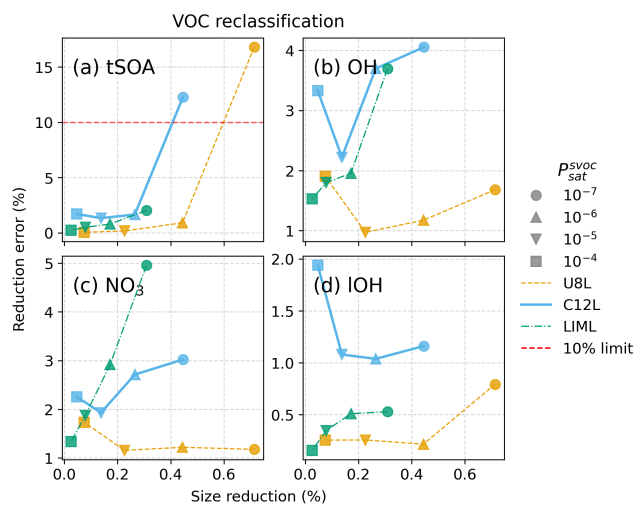 VOC reclassification
(a) tSOA
15
10
5
0
(b) OH
4
3
2
1
Reduction error (%)
(c) NO₃
5
4
3
2
1
0.0 0.2 0.4 0.6
(d) lOH
2.0
1.5
1.0
0.5
0.0 0.2 0.4 0.6
Size reduction (%)
P_{sat}^{svoc}
10⁻⁷
10⁻⁶
10⁻⁵
10⁻⁴
U8L
C12L
LIML
10% limit